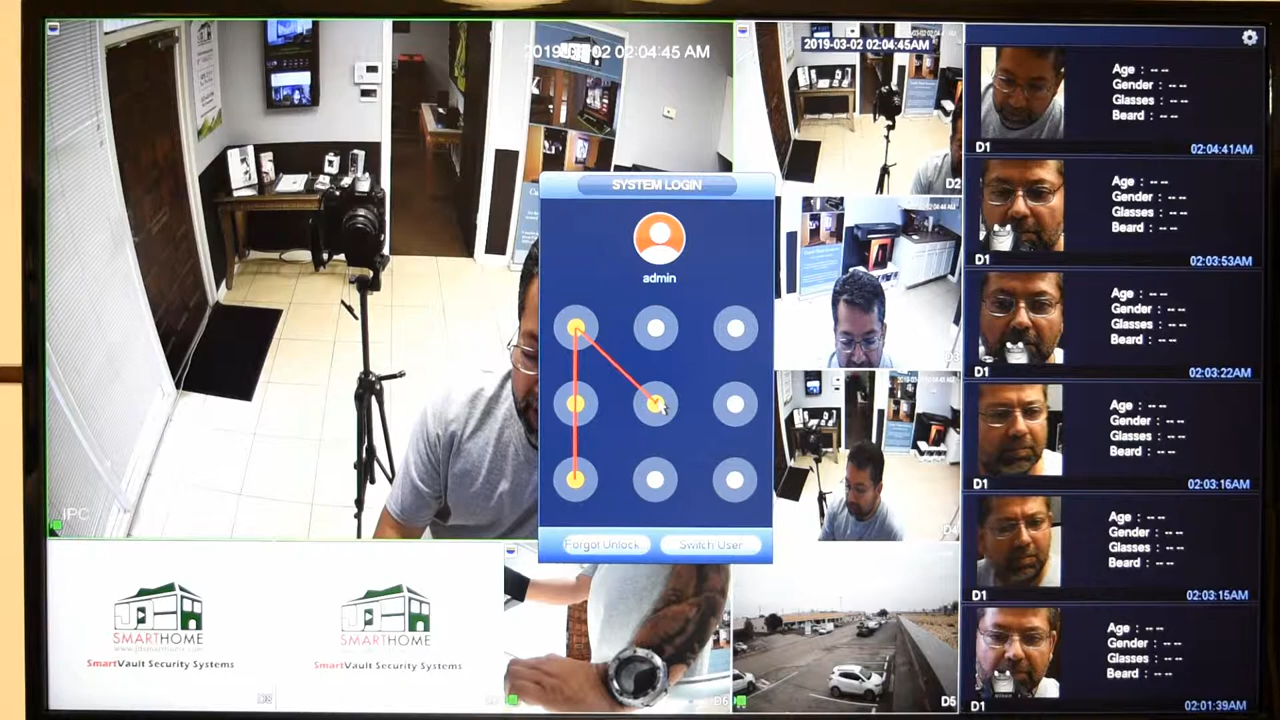 2019-03-02 02:04:45 AM
2019-03-02 02:04:45AM
D2
SYSTEM LOGIN
admin
Forgot Unlock
Switch User
IPC
D3
D4
SMARTHOME
SmartVault Security Systems
D8
SMARTHOME
SmartVault Security Systems
D6
D5
Age : -- --
Gender : -- --
Glasses : -- --
Beard : -- --
D1
02:04:41AM
Age : -- --
Gender : -- --
Glasses : -- --
Beard : -- --
D1
02:03:53AM
Age : -- --
Gender : -- --
Glasses : -- --
Beard : -- --
D1
02:03:22AM
Age : -- --
Gender : -- --
Glasses : -- --
Beard : -- --
D1
02:03:16AM
Age : -- --
Gender : -- --
Glasses : -- --
Beard : -- --
D1
02:03:15AM
Age : -- --
Gender : -- --
Glasses : -- --
Beard : -- --
D1
02:01:39AM